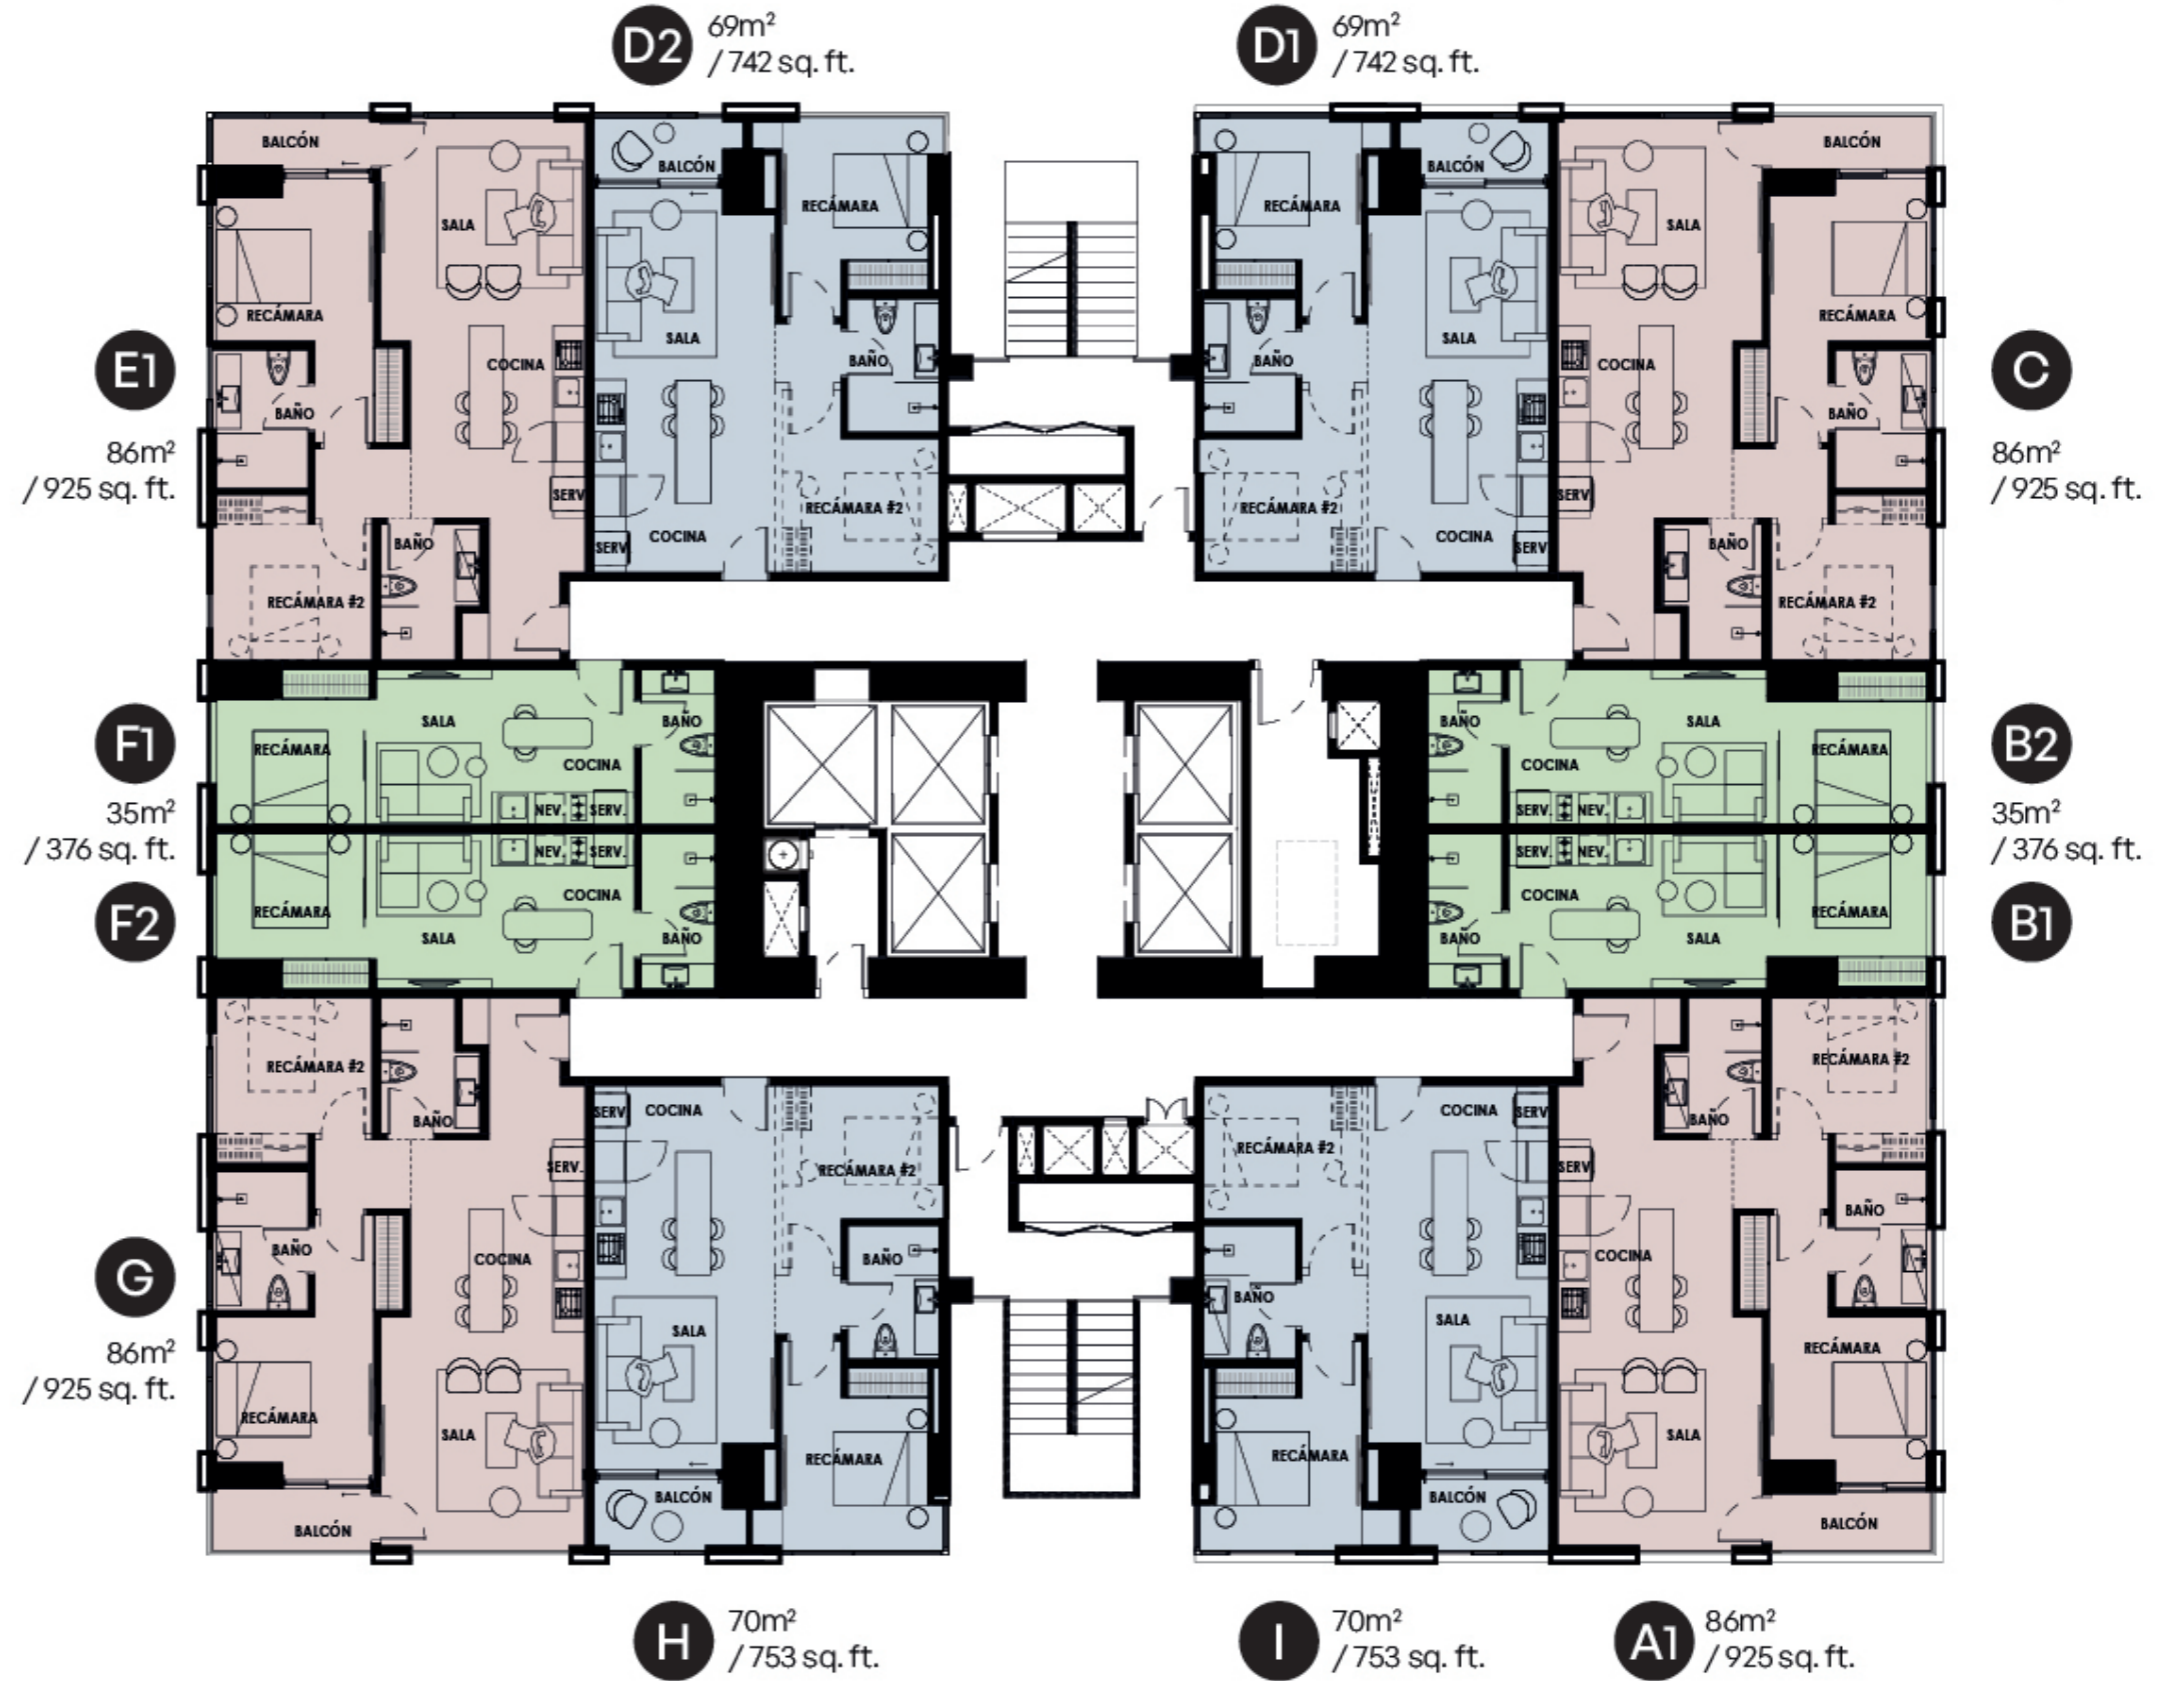 D2
69m²
/ 742 sq. ft.
D1
69m²
/ 742 sq. ft.
E1
86m²
/ 925 sq. ft.
BALCÓN
SALA
RECÁMARA
COCINA
BAÑO
SERV
BAÑO
RECÁMARA #2
BALCÓN
RECÁMARA
SALA
BAÑO
RECÁMARA #2
COCINA
SERV
RECÁMARA
BALCÓN
BAÑO
SALA
RECÁMARA #2
COCINA
SERV
BALCÓN
SALA
RECÁMARA
COCINA
BAÑO
SERV
BAÑO
RECÁMARA #2
C
86m²
/ 925 sq. ft.
F1
35m²
/ 376 sq. ft.
F2
SALA
BAÑO
RECÁMARA
COCINA
NEV.
SERV.
NEV.
SERV.
COCINA
RECÁMARA
SALA
BAÑO
BAÑO
SALA
RECÁMARA
COCINA
SERV.
NEV.
SERV.
NEV.
COCINA
RECÁMARA
BAÑO
SALA
B2
35m²
/ 376 sq. ft.
B1
G
86m²
/ 925 sq. ft.
RECÁMARA #2
BAÑO
SERV.
BAÑO
COCINA
RECÁMARA
SALA
BALCÓN
SERV
COCINA
RECÁMARA #2
BAÑO
SALA
RECÁMARA
BALCÓN
COCINA
SERV
RECÁMARA #2
BAÑO
SALA
RECÁMARA
BALCÓN
RECÁMARA #2
BAÑO
SERV
BAÑO
COCINA
RECÁMARA
SALA
BALCÓN
H
70m²
/ 753 sq. ft.
I
70m²
/ 753 sq. ft.
A1
86m²
/ 925 sq. ft.